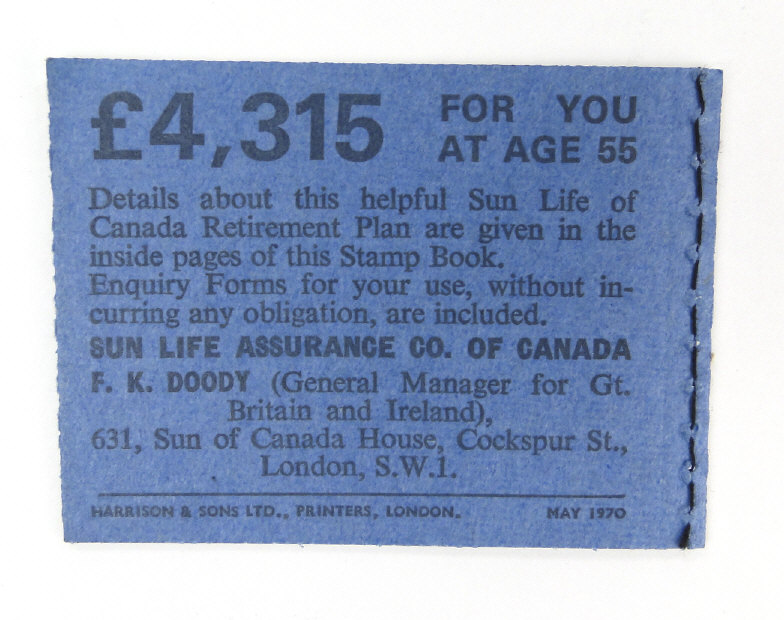 £4,315 FOR YOU
AT AGE 55
Details about this helpful Sun Life of
Canada Retirement Plan are given in the
inside pages of this Stamp Book.
Enquiry Forms for your use, without in-
curring any obligation, are included.
SUN LIFE ASSURANCE CO. OF CANADA
F. K. DOODY (General Manager for Gt.
Britain and Ireland),
631, Sun of Canada House, Cockspur St.,
London, S.W.1.
HARRISON & SONS LTD., PRINTERS, LONDON. MAY 1970